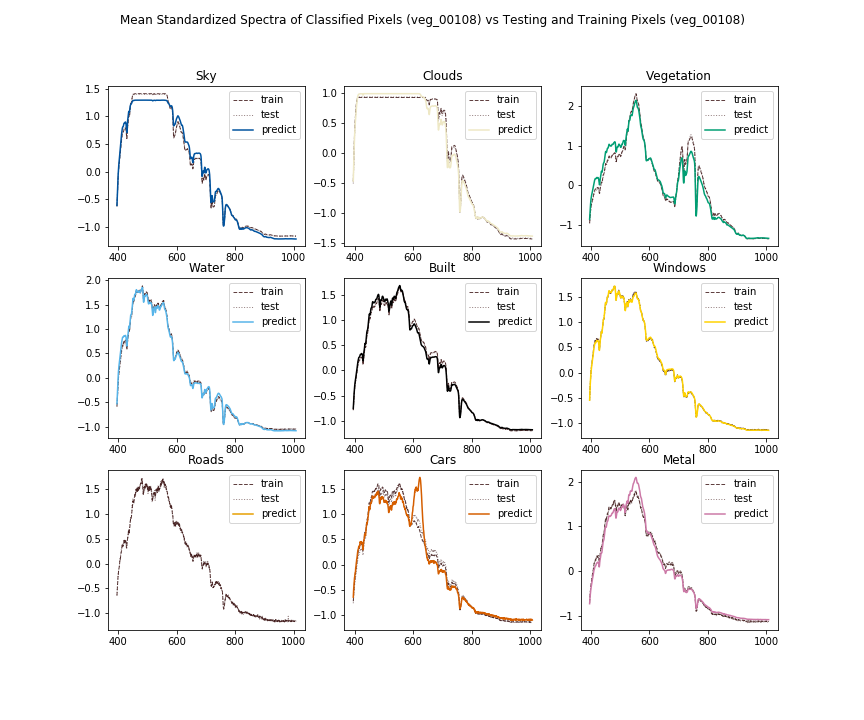 Mean Standardized Spectra of Classified Pixels (veg_00108) vs Testing and Training Pixels (veg_00108)
Sky
Clouds
Vegetation
1.5
1.0
0.5
0.0
−0.5
−1.0
train
test
predict
400 600 800 1000
1.0
0.5
0.0
−0.5
−1.0
−1.5
train
test
predict
400 600 800 1000
2
1
0
−1
train
test
predict
400 600 800 1000
Water
Built
Windows
2.0
1.5
1.0
0.5
0.0
−0.5
−1.0
train
test
predict
400 600 800 1000
1.5
1.0
0.5
0.0
−0.5
−1.0
train
test
predict
400 600 800 1000
1.5
1.0
0.5
0.0
−0.5
−1.0
train
test
predict
400 600 800 1000
Roads
Cars
Metal
1.5
1.0
0.5
0.0
−0.5
−1.0
train
test
predict
400 600 800 1000
1.5
1.0
0.5
0.0
−0.5
−1.0
train
test
predict
400 600 800 1000
2
1
0
−1
train
test
predict
400 600 800 1000